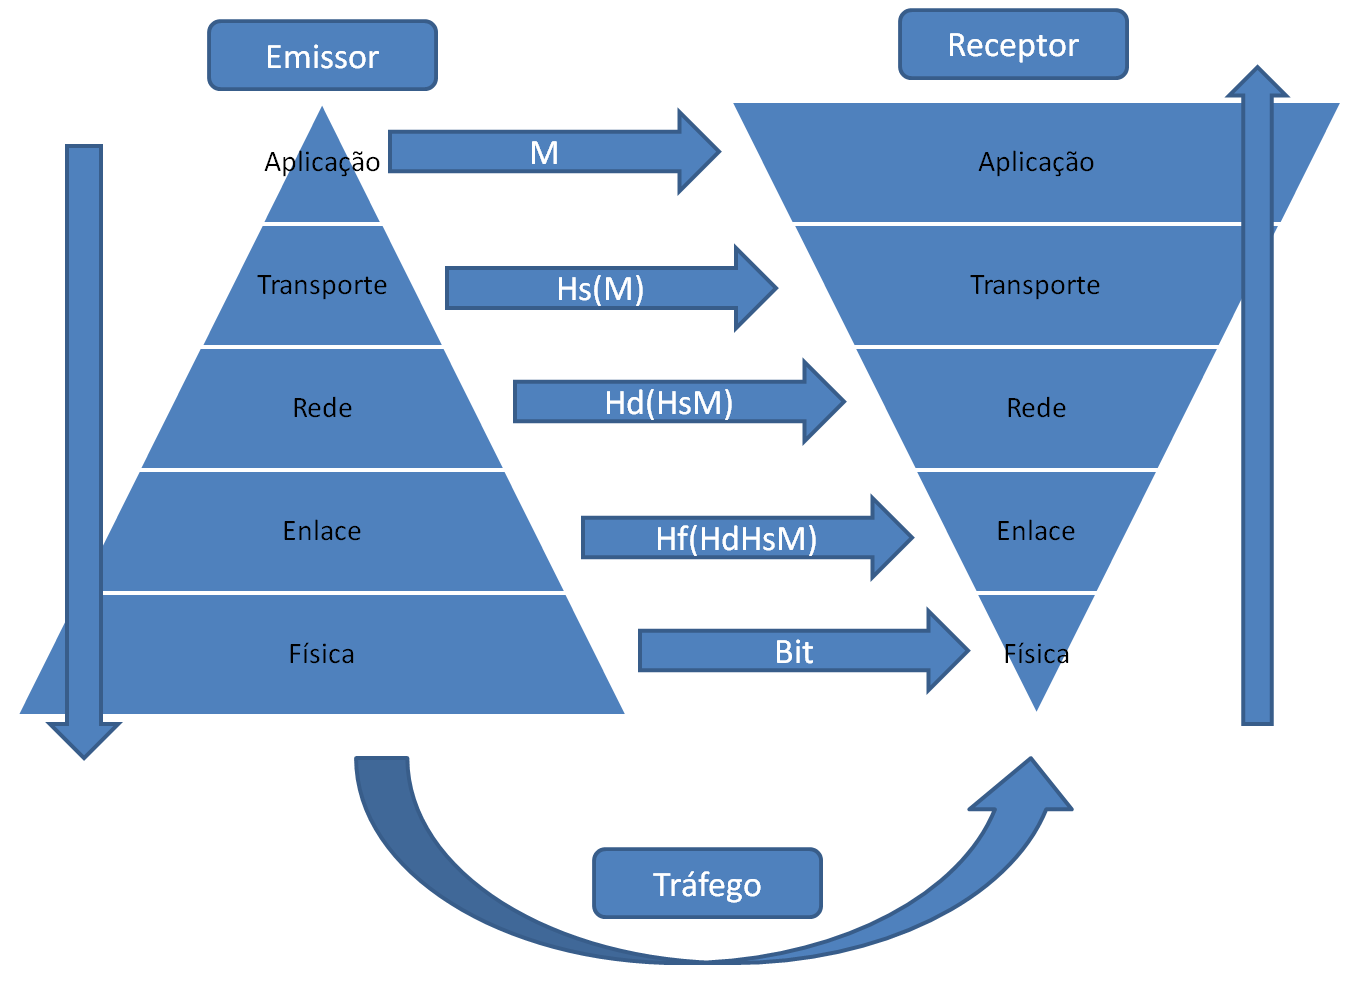 Emissor
Receptor
Aplicação
M
Aplicação
Transporte
Hs(M)
Transporte
Rede
Hd(HsM)
Rede
Enlace
Hf(HdHsM)
Enlace
Física
Bit
Física
Tráfego